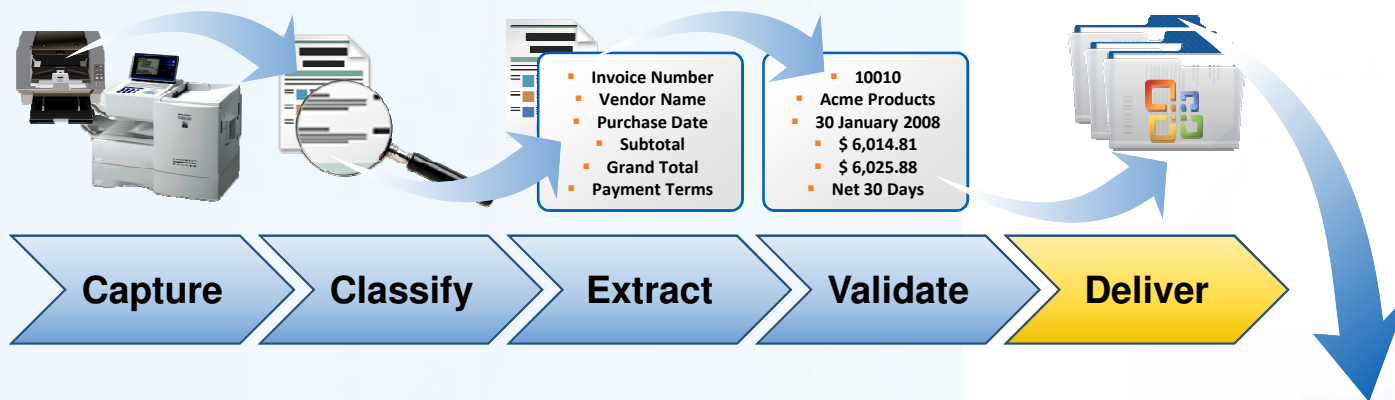 Invoice Number
Vendor Name
Purchase Date
Subtotal
Grand Total
Payment Terms
10010
Acme Products
30 January 2008
$ 6,014.81
$ 6,025.88
Net 30 Days
Capture
Classify
Extract
Validate
Deliver